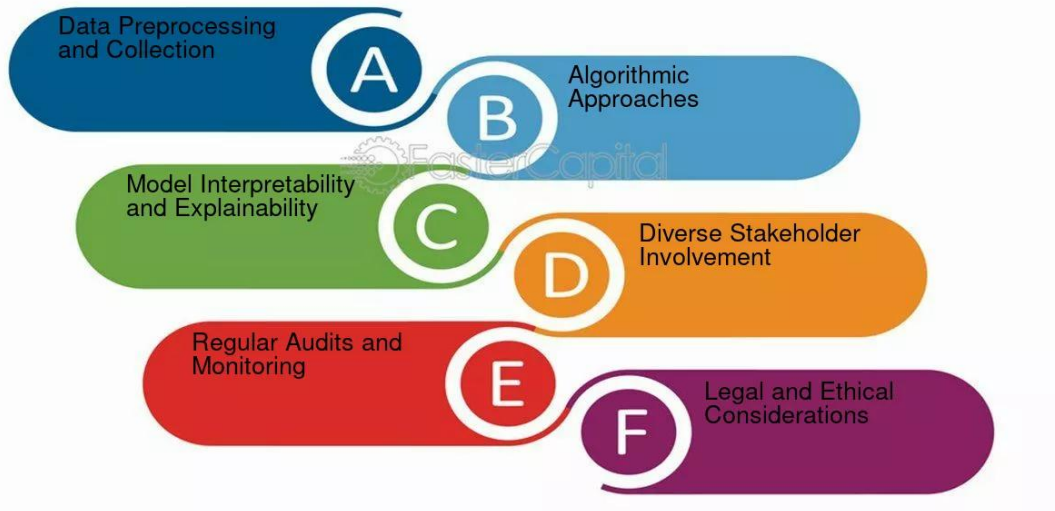 Data Preprocessing
and Collection
A
B
Algorithmic
Approaches
FasterCapital
Model Interpretability
and Explainability
C
D
Diverse Stakeholder
Involvement
Regular Audits and
Monitoring
E
F
Legal and Ethical
Considerations